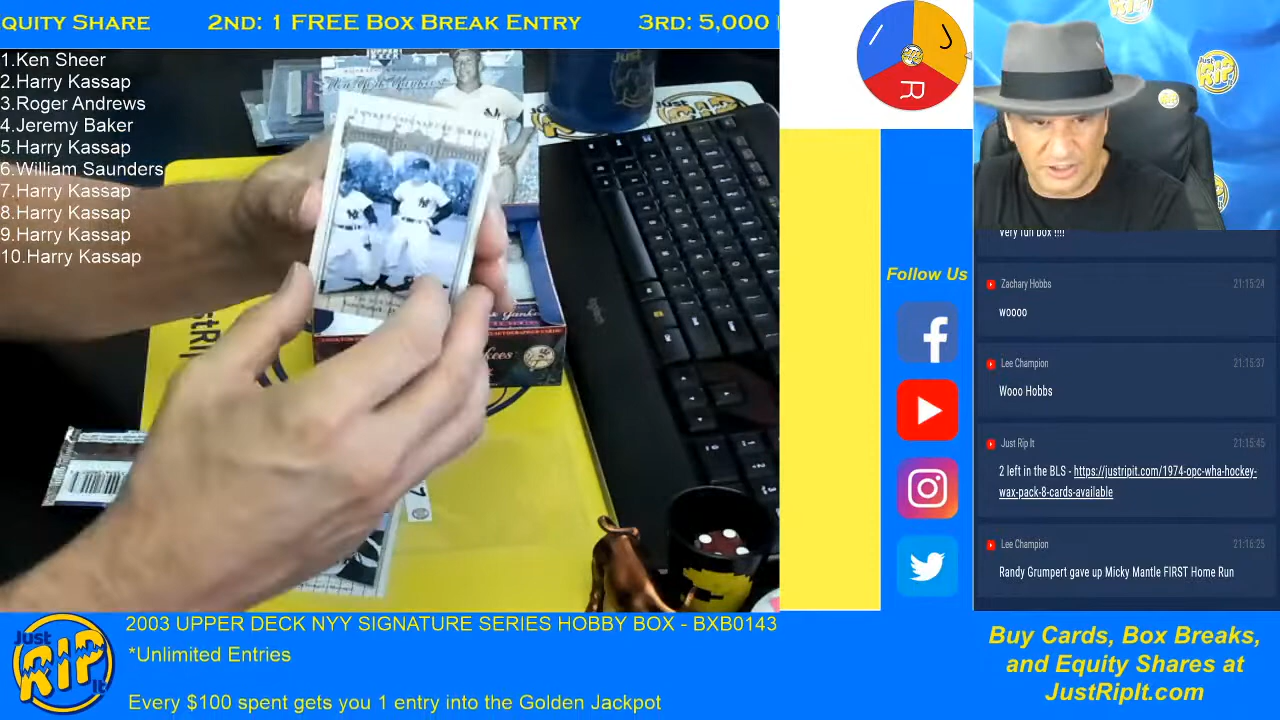 QUITY SHARE 2ND: 1 FREE BOX BREAK ENTRY 3RD: 5,000
1.Ken Sheer
2.Harry Kassap
3.Roger Andrews
4.Jeremy Baker
5.Harry Kassap
6.William Saunders
7.Harry Kassap
8.Harry Kassap
9.Harry Kassap
10.Harry Kassap
J
R
Follow Us
Very fun box !!!!
Zachary Hobbs 21:15:24
woooo
Lee Champion 21:15:37
Wooo Hobbs
Just Rip It 21:15:45
2 left in the BLS - https://justripit.com/1974-opc-wha-hockey-
wax-pack-8-cards-available
Lee Champion 21:16:25
Randy Grumpert gave up Micky Mantle FIRST Home Run
Just
RIP
It
2003 UPPER DECK NYY SIGNATURE SERIES HOBBY BOX - BXB0143
*Unlimited Entries
Every $100 spent gets you 1 entry into the Golden Jackpot
Buy Cards, Box Breaks,
and Equity Shares at
JustRipIt.com